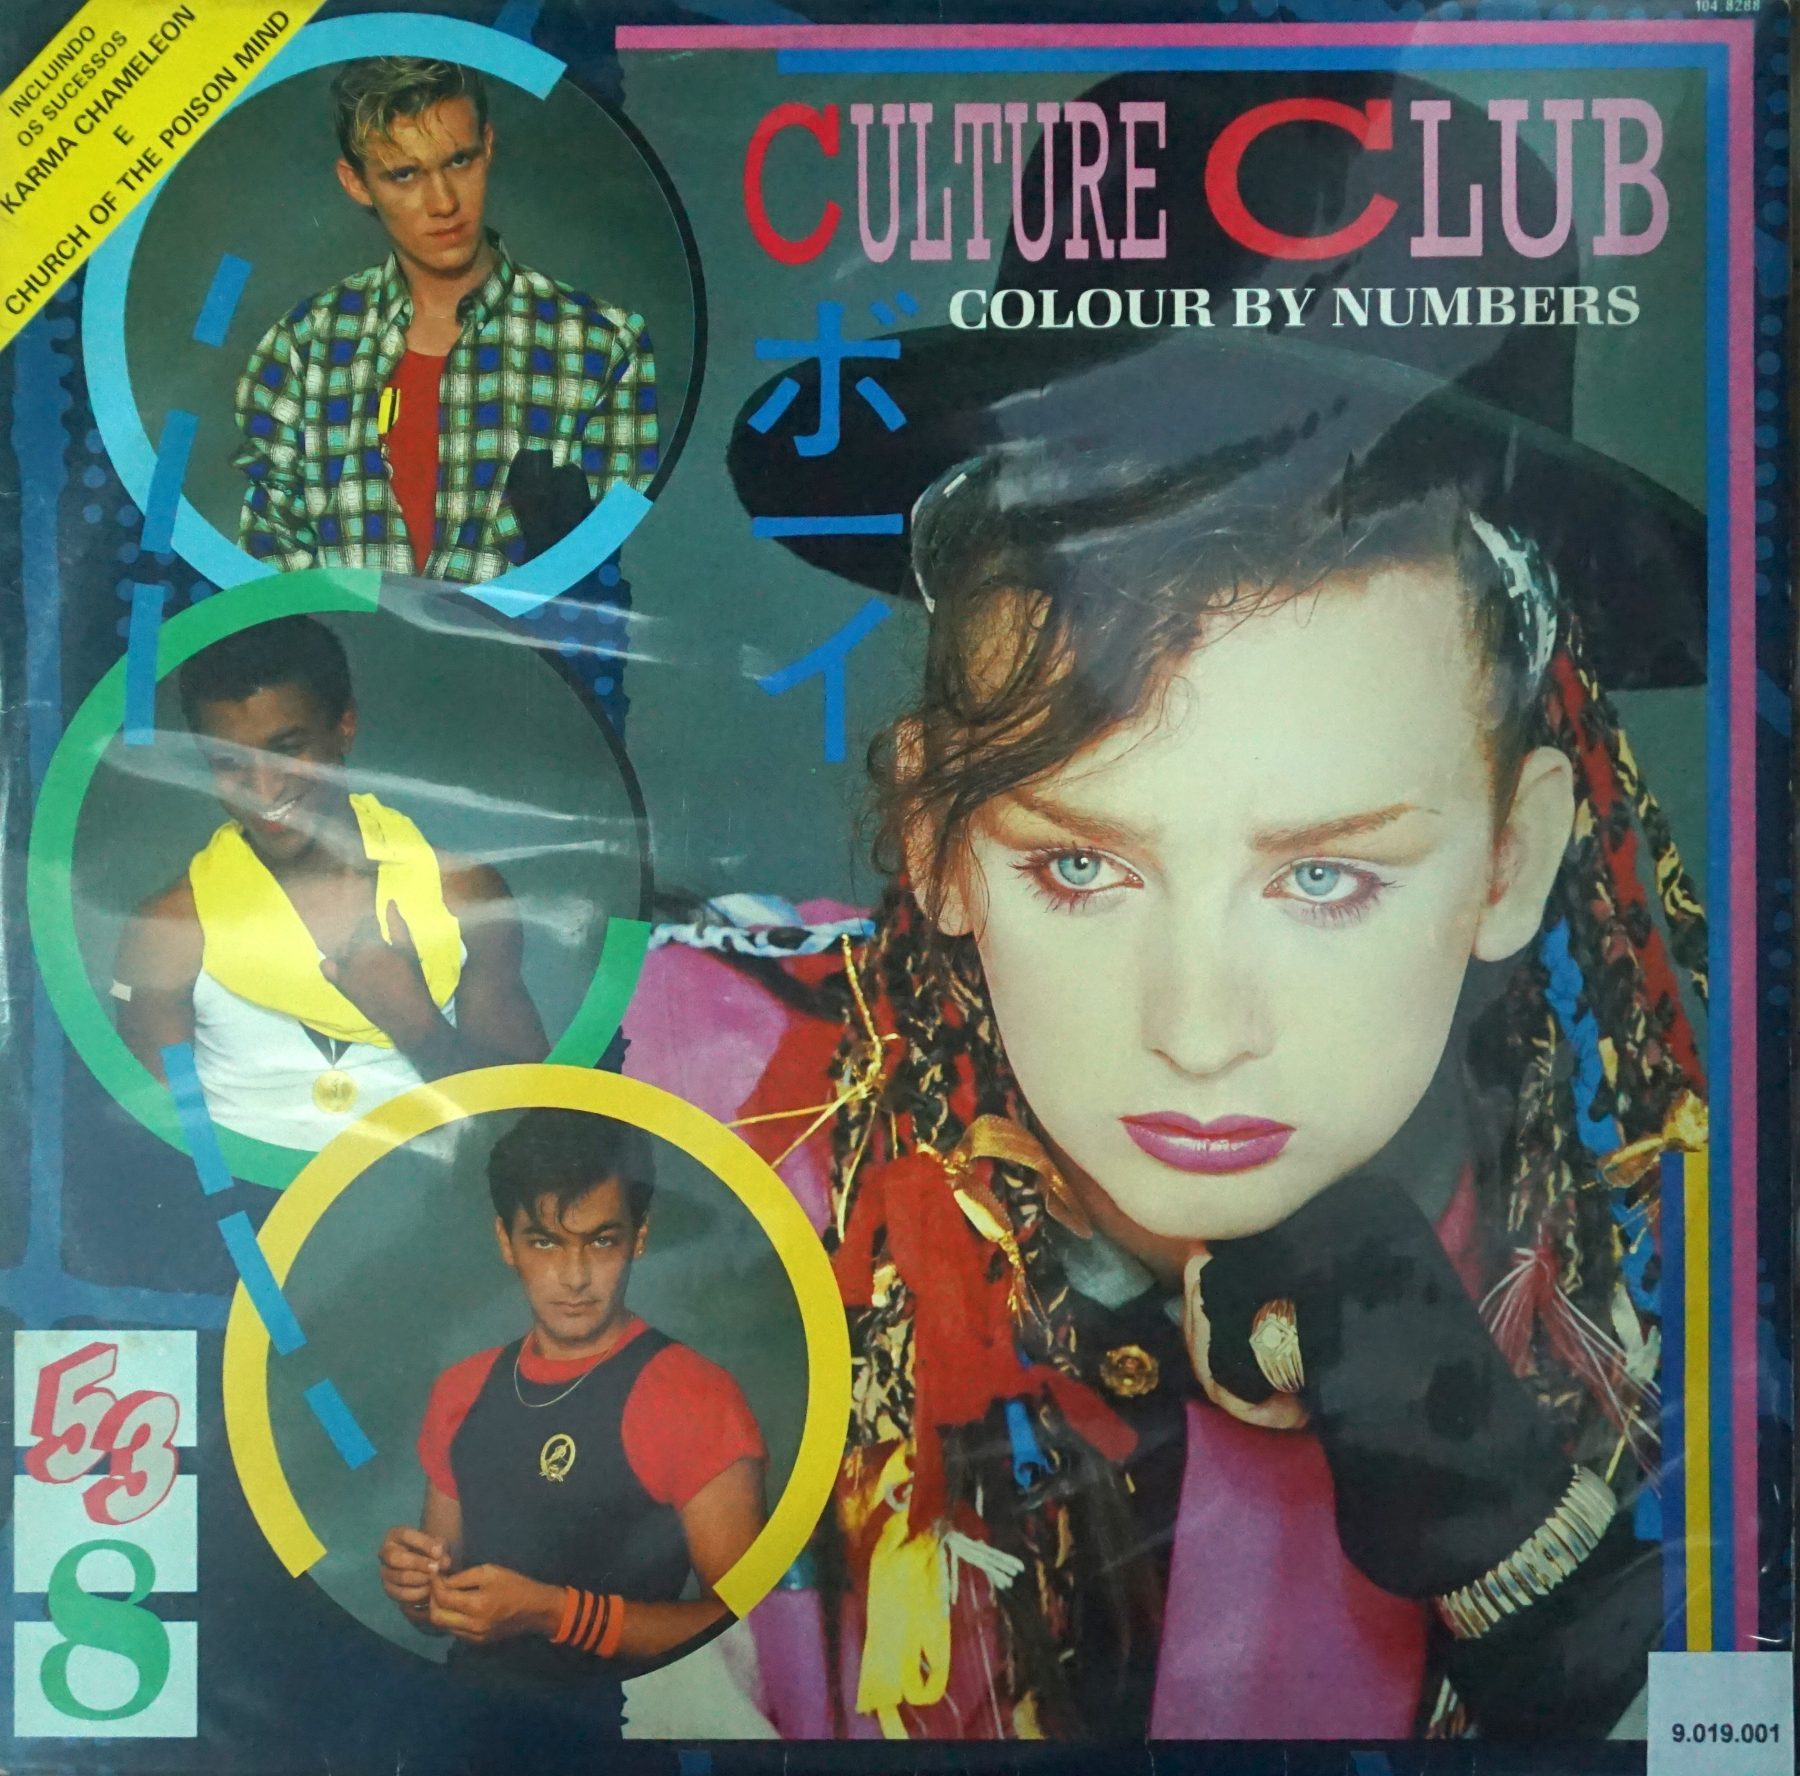 104.8288
INCLUINDO
OS SUCESSOS
KARMA CHAMELEON
E
CHURCH OF THE POISON MIND
CULTURE CLUB
COLOUR BY NUMBERS
ボーイ
53
8
9.019.001